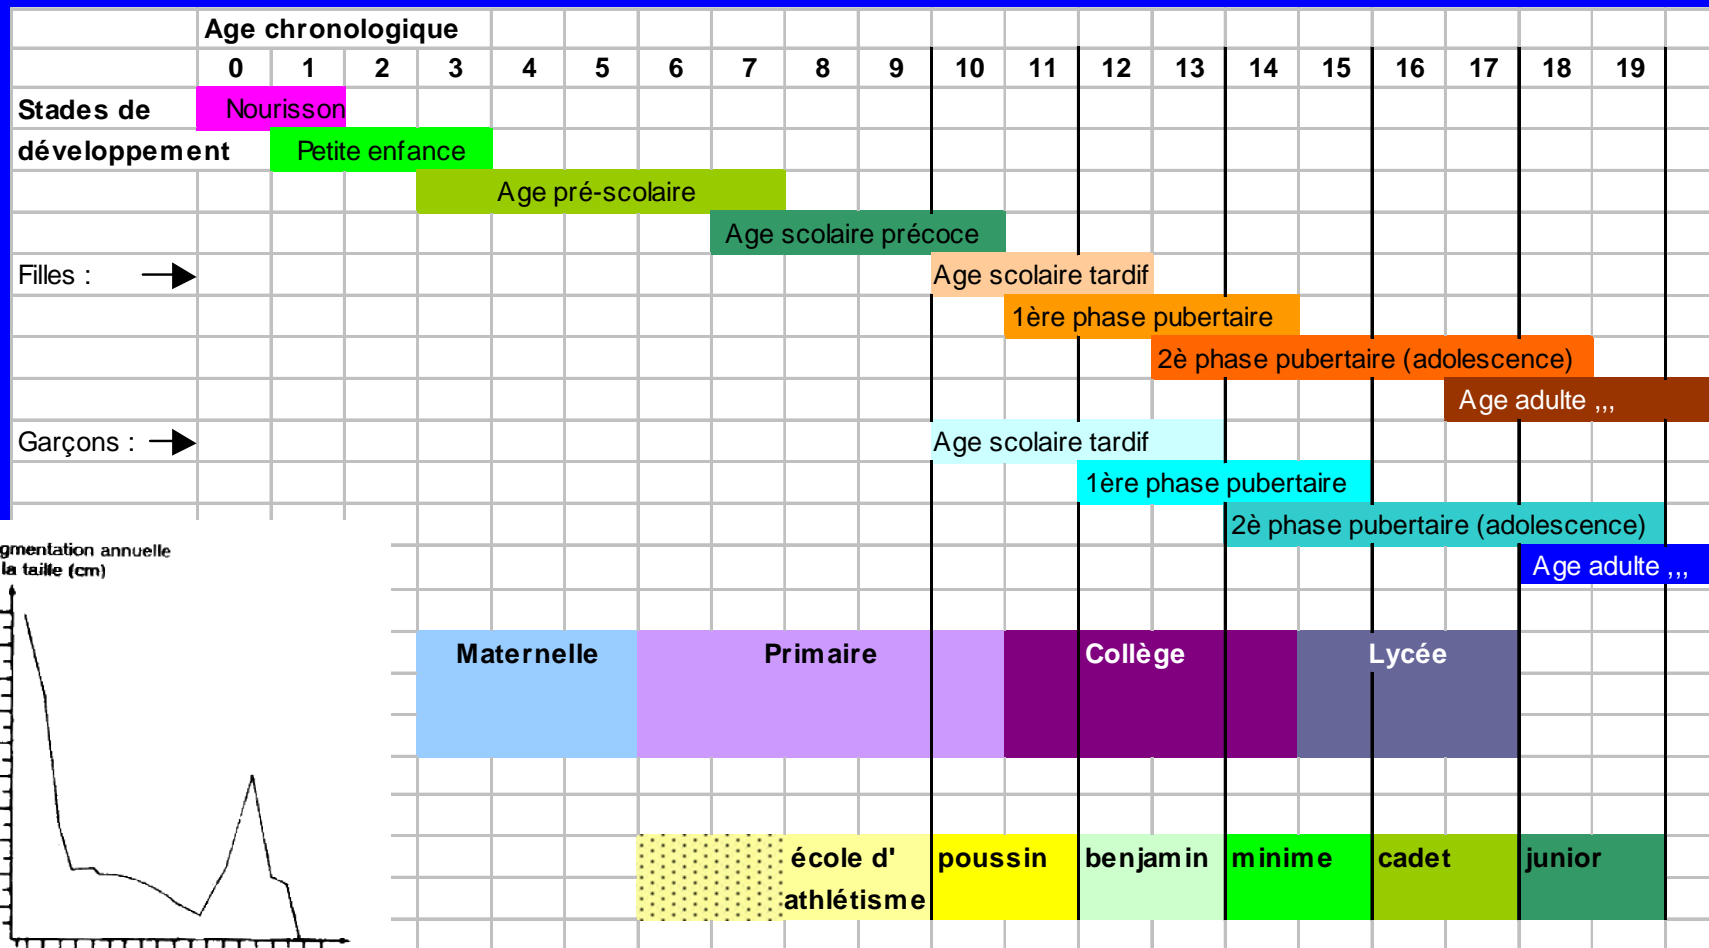 Age chronologique
0 1 2 3 4 5 6 7 8 9 10 11 12 13 14 15 16 17 18 19
Stades de Nourisson
développement Petite enfance
Age pré-scolaire
Age scolaire précoce
Filles : Age scolaire tardif
1ère phase pubertaire
2è phase pubertaire (adolescence)
Age adulte ,,,
Garçons : Age scolaire tardif
1ère phase pubertaire
2è phase pubertaire (adolescence)
gmentation annuelle
la taille (cm)
Age adulte ,,,
Maternelle Primaire Collège Lycée
école d' poussin benjamin minime cadet junior
athlétisme